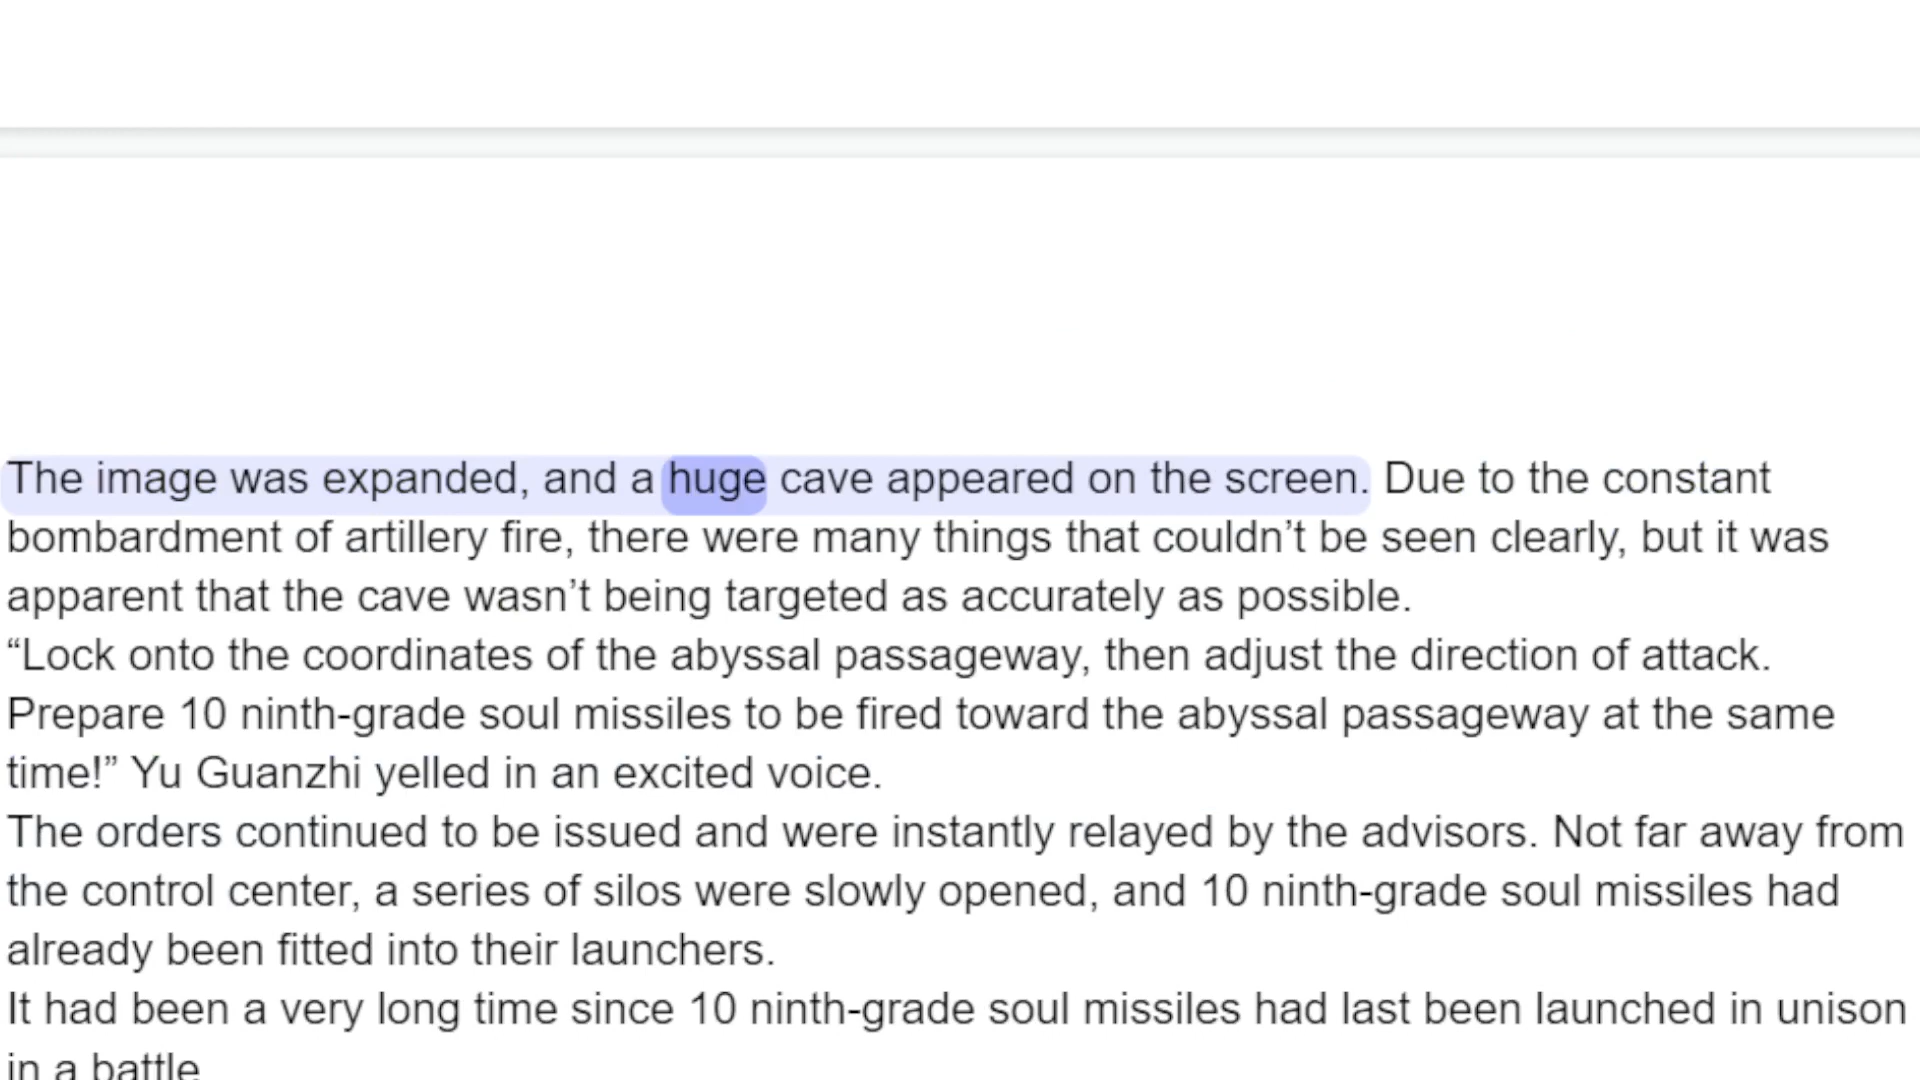 The image was expanded, and a huge cave appeared on the screen. Due to the constant
bombardment of artillery fire, there were many things that couldn’t be seen clearly, but it was
apparent that the cave wasn’t being targeted as accurately as possible.
“Lock onto the coordinates of the abyssal passageway, then adjust the direction of attack.
Prepare 10 ninth-grade soul missiles to be fired toward the abyssal passageway at the same
time!” Yu Guanzhi yelled in an excited voice.
The orders continued to be issued and were instantly relayed by the advisors. Not far away from
the control center, a series of silos were slowly opened, and 10 ninth-grade soul missiles had
already been fitted into their launchers.
It had been a very long time since 10 ninth-grade soul missiles had last been launched in unison
in a battle